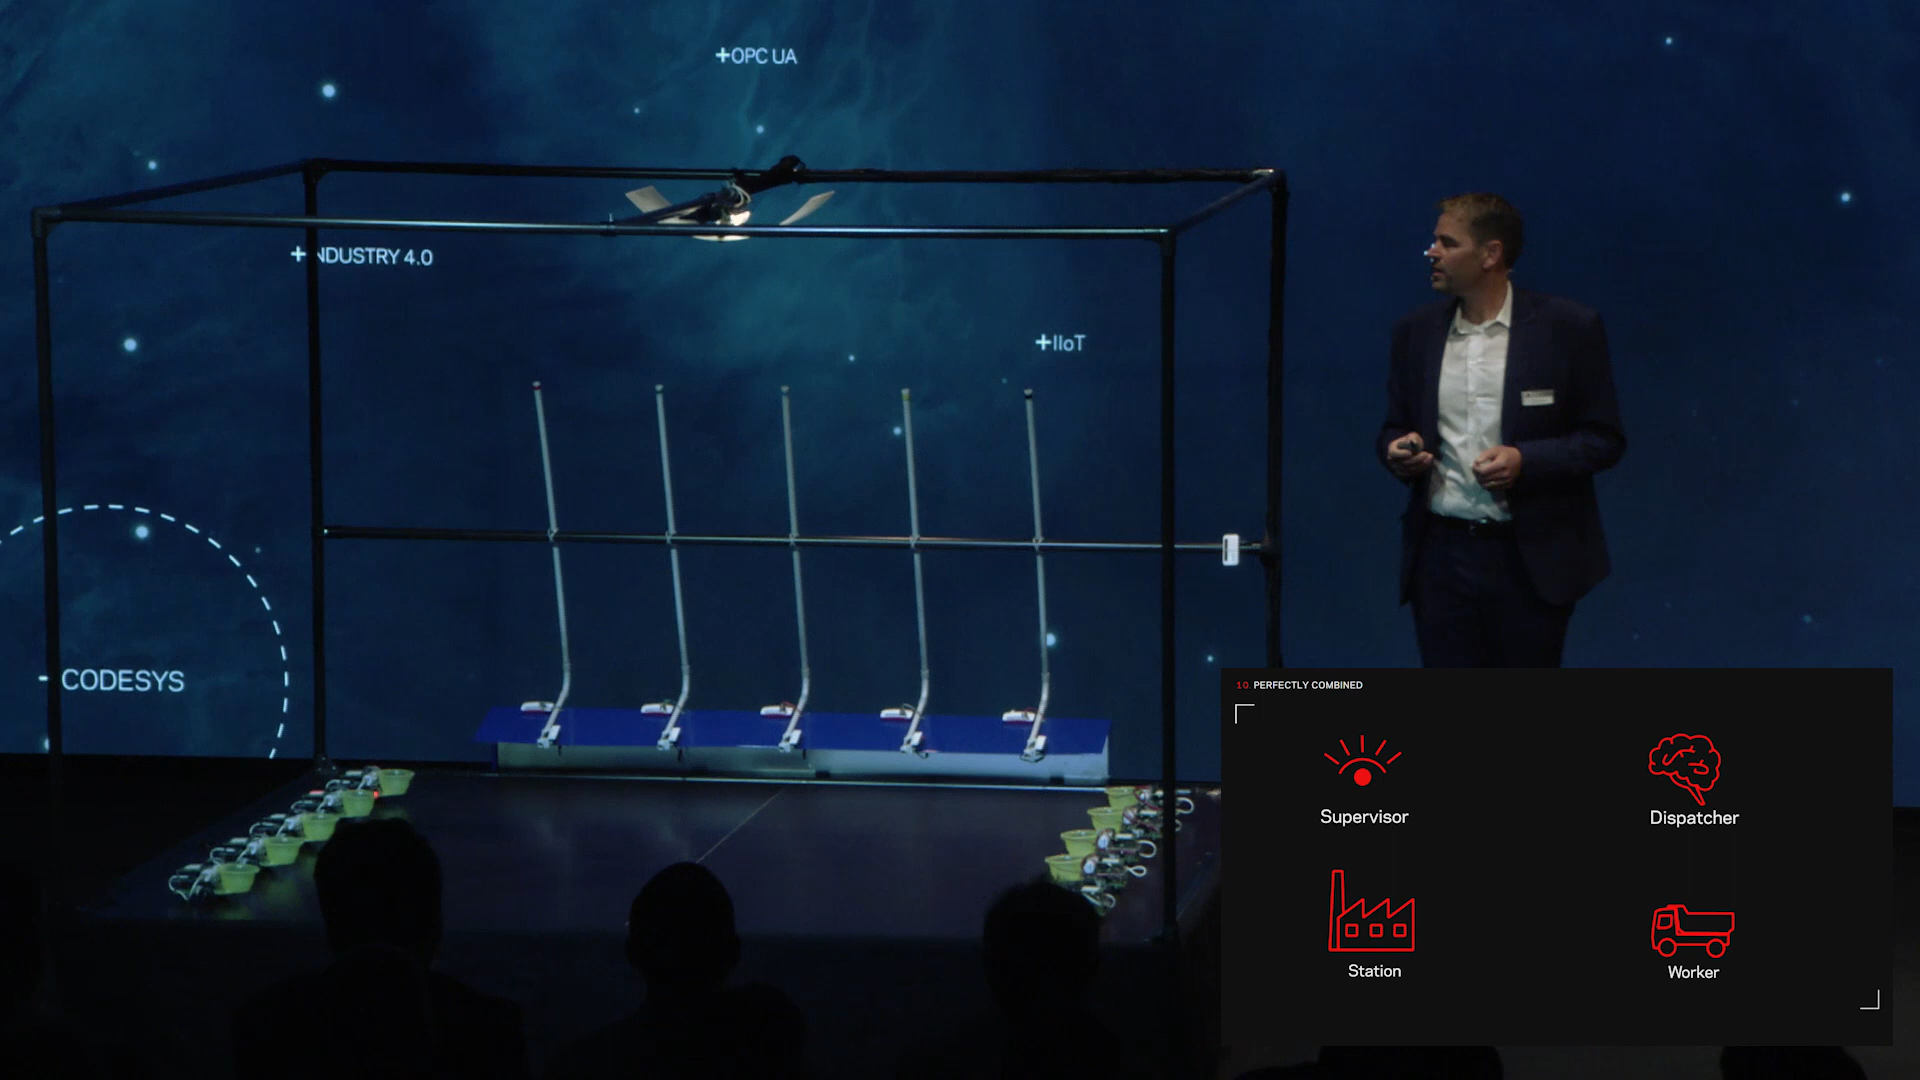 +OPC UA
+ NDUSTRY 4.0
+IIoT
CODESYS
10 PERFECTLY COMBINED
Supervisor
Dispatcher
Station
Worker